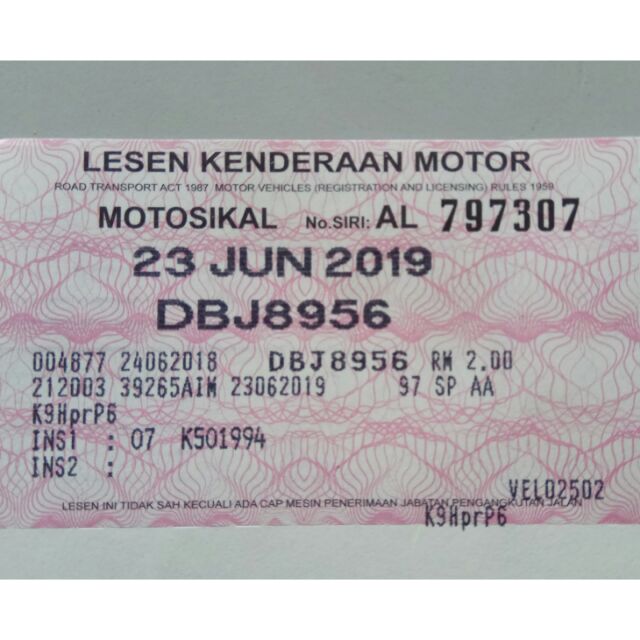 LESEN KENDERAAN MOTOR
ROAD TRANSPORT ACT 1987 MOTOR VEHICLES (REGISTRATION AND LICENSING) RULES 1959
MOTOSIKAL No.SIRI: AL 797307
23 JUN 2019
DBJ8956
004877 24062018 DBJ8956 RM 2.00
212003 39265AIM 23062019 97 SP AA
K9HprP6
INS1 : 07 K501994
INS2 :
VEL02502
LESEN INI TIDAK SAH KECUALI ADA CAP MESIN PENERIMAAN JABATAN PENGANGKUTAN JALAN
K9HprP6